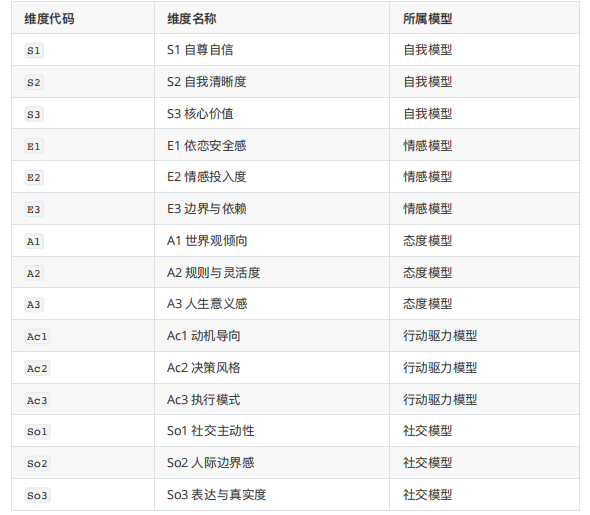 维度代码 维度名称 所属模型
S1 S1 自尊自信 自我模型
S2 S2 自我清晰度 自我模型
S3 S3 核心价值 自我模型
E1 E1 依恋安全感 情感模型
E2 E2 情感投入度 情感模型
E3 E3 边界与依赖 情感模型
A1 A1 世界观倾向 态度模型
A2 A2 规则与灵活度 态度模型
A3 A3 人生意义感 态度模型
Ac1 Ac1 动机导向 行动驱力模型
Ac2 Ac2 决策风格 行动驱力模型
Ac3 Ac3 执行模式 行动驱力模型
So1 So1 社交主动性 社交模型
So2 So2 人际边界感 社交模型
So3 So3 表达与真实度 社交模型